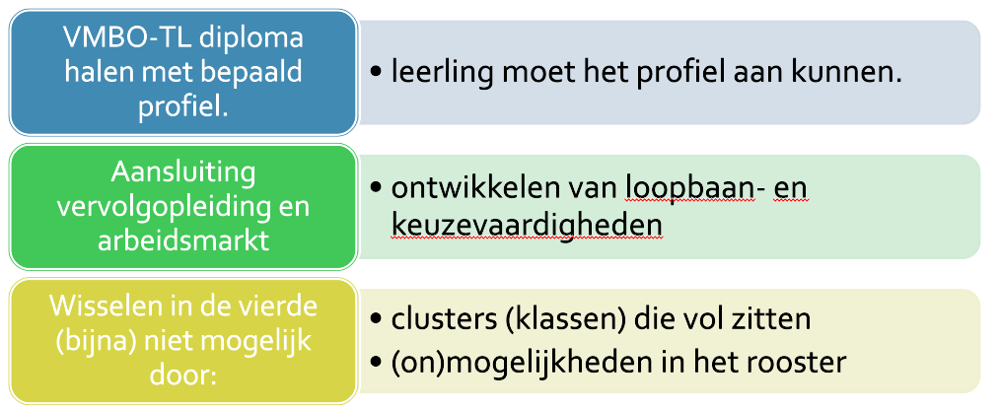 VMBO-TL diploma
halen met bepaald
profiel.
• leerling moet het profiel aan kunnen.
Aansluiting
vervolgopleiding en
arbeidsmarkt
• ontwikkelen van loopbaan- en
keuzevaardigheden
Wisselen in de vierde
(bijna) niet mogelijk
door:
• clusters (klassen) die vol zitten
• (on)mogelijkheden in het rooster